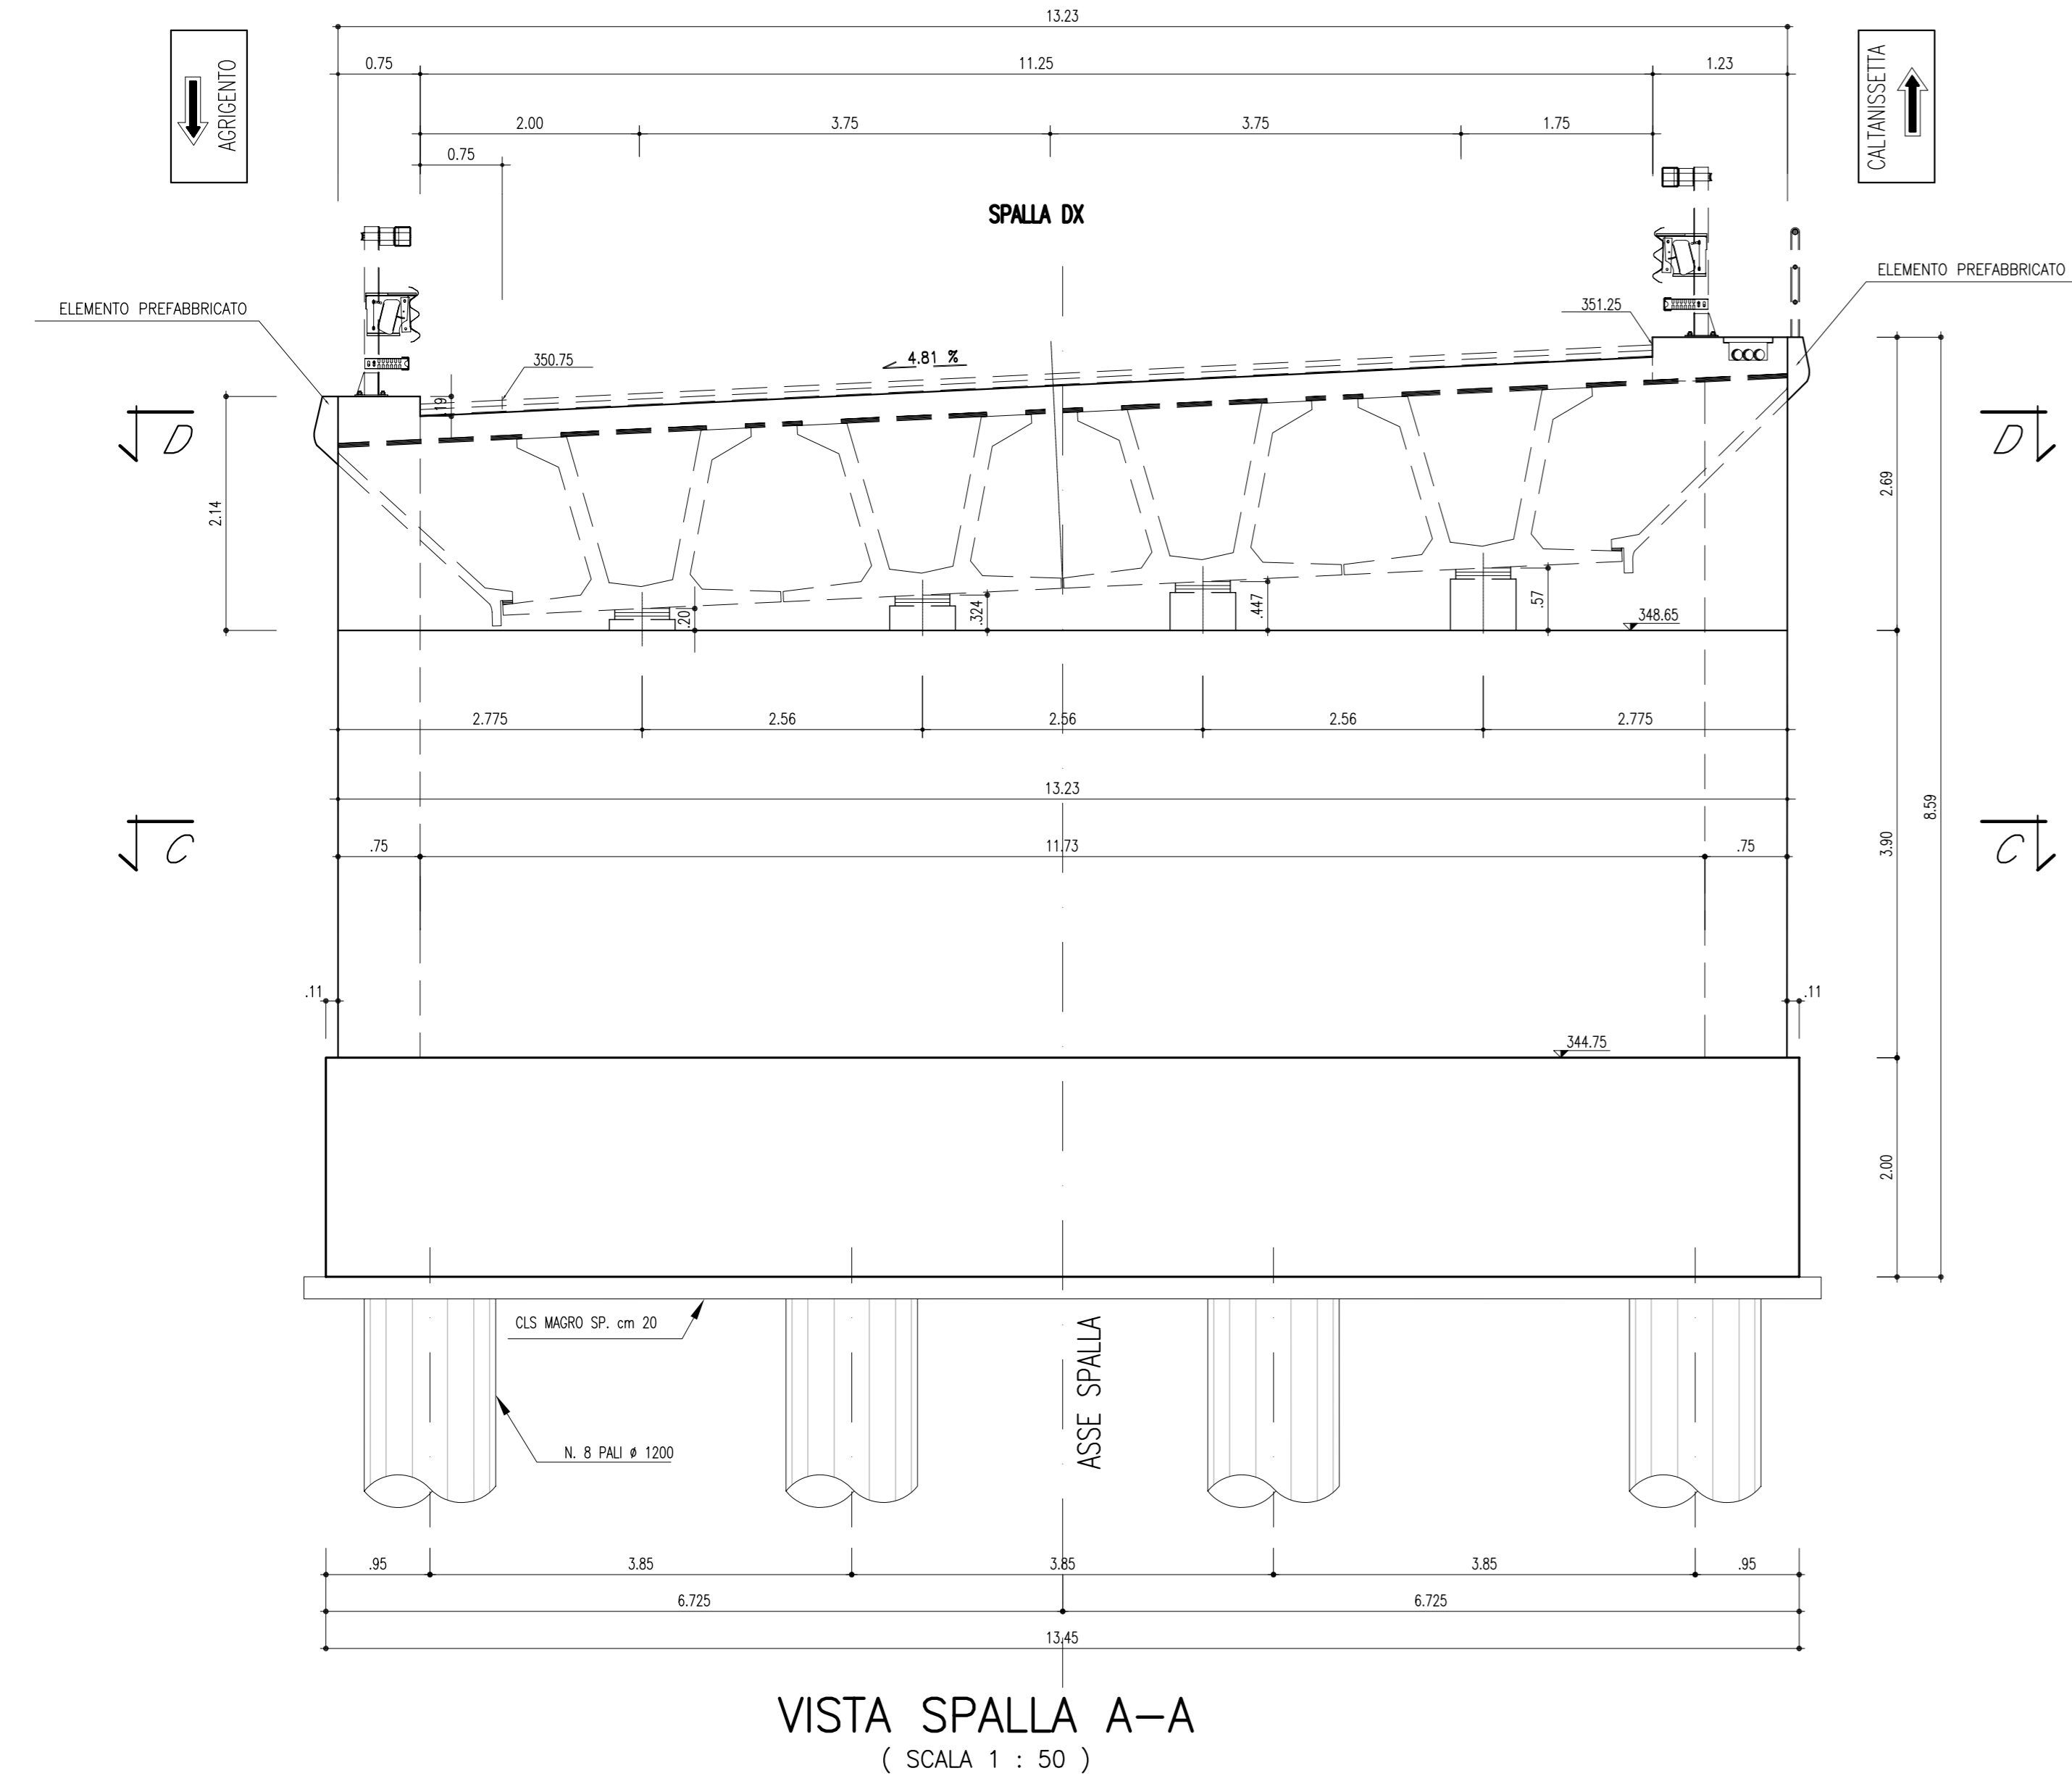 13.23
0.75 11.25 1.23
AGRIGENTO
CALTANISSETTA
2.00 3.75 3.75 1.75
0.75
SPALLA DX
ELEMENTO PREFABBRICATO
ELEMENTO PREFABBRICATO
351.25
350.75
4.81 %
.19
D
D
2.14
2.69
.20
.324
.447
.57
348.65
2.775 2.56 2.56 2.56 2.775
13.23
8.59
C
C
.75 11.73 .75
3.90
.11 .11
344.75
2.00
CLS MAGRO SP. cm 20
ASSE SPALLA
N. 8 PALI ø 1200
.95 3.85 3.85 3.85 .95
6.725 6.725
13.45
VISTA SPALLA A-A
( SCALA 1 : 50 )